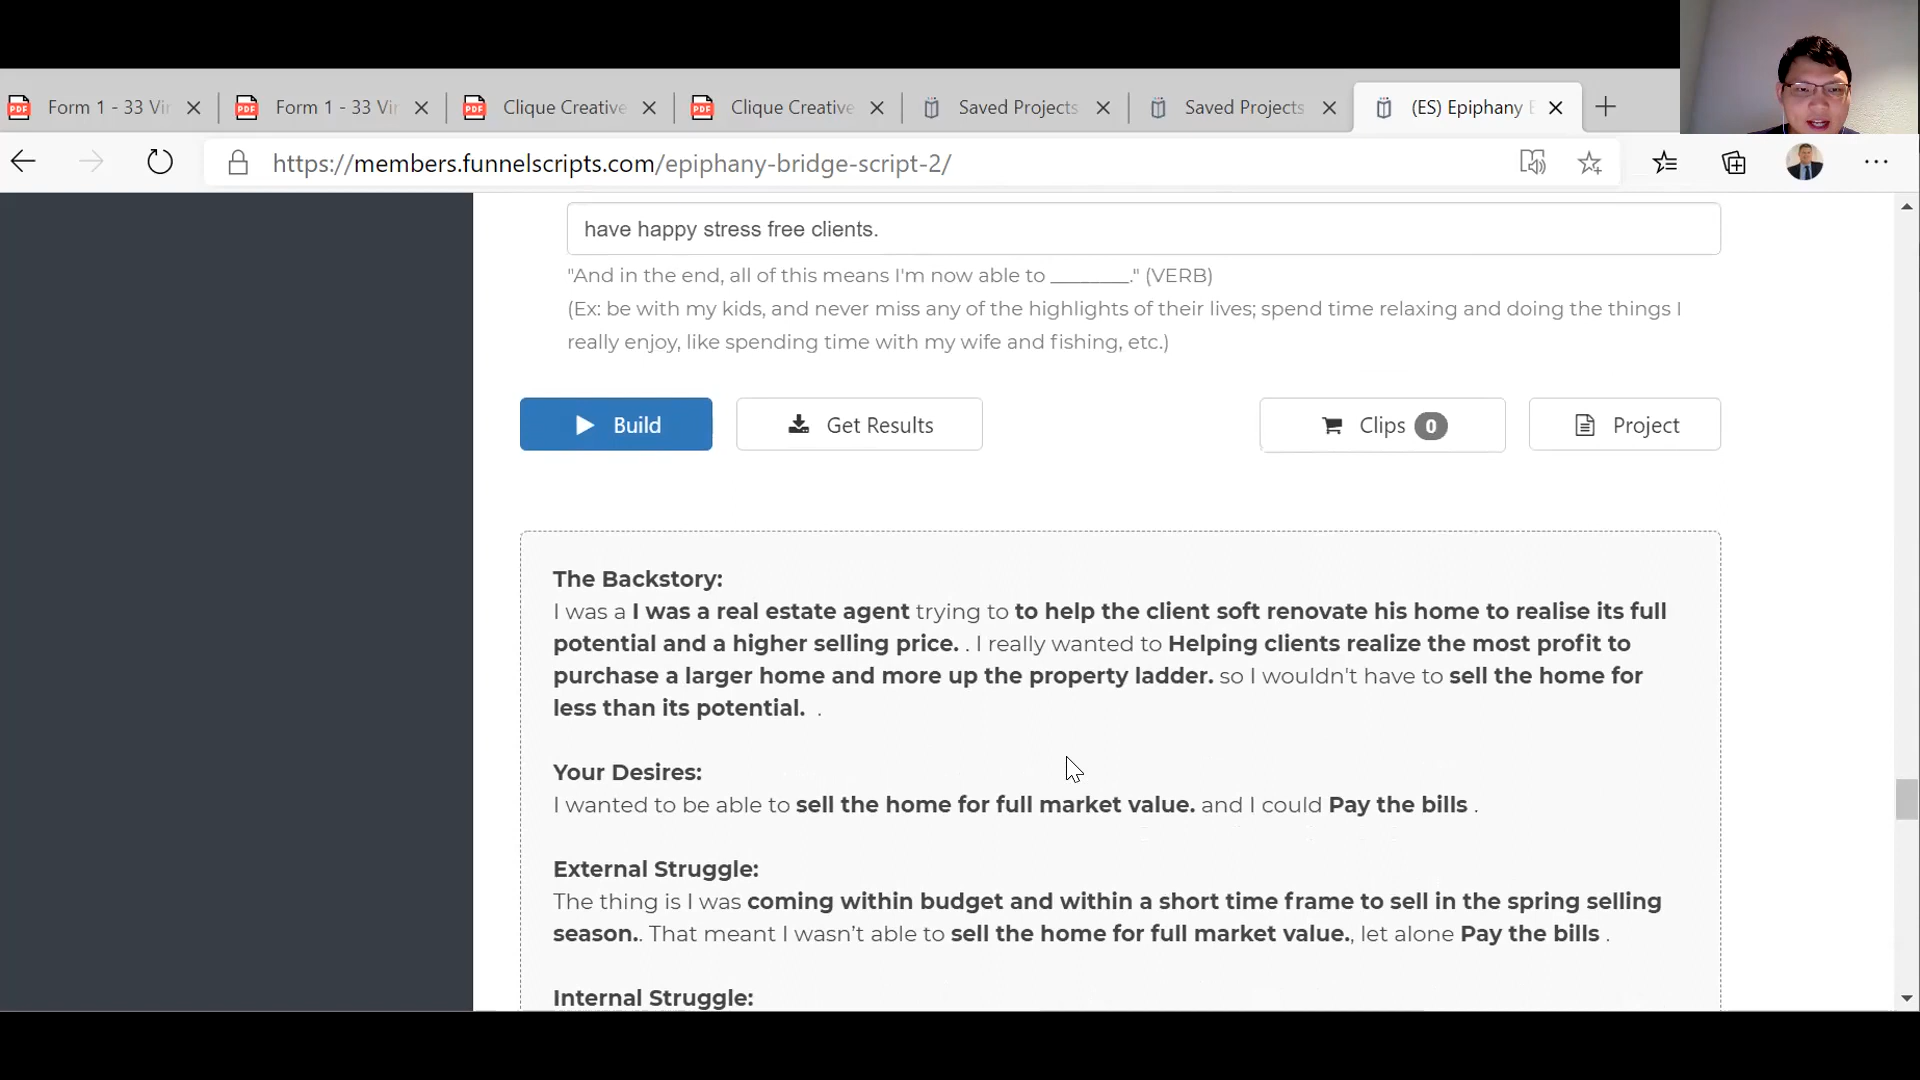 Form 1 - 33 Vir
Form 1 - 33 Vir
Clique Creative
Clique Creative
Saved Projects
Saved Projects
(ES) Epiphany B
https://members.funnelscripts.com/epiphany-bridge-script-2/
have happy stress free clients.
"And in the end, all of this means I'm now able to ________." (VERB)
(Ex: be with my kids, and never miss any of the highlights of their lives; spend time relaxing and doing the things I
really enjoy, like spending time with my wife and fishing, etc.)
Build
Get Results
Clips 0
Project
The Backstory:
I was a I was a real estate agent trying to to help the client soft renovate his home to realise its full
potential and a higher selling price. . I really wanted to Helping clients realize the most profit to
purchase a larger home and more up the property ladder. so I wouldn't have to sell the home for
less than its potential.  .
Your Desires:
I wanted to be able to sell the home for full market value. and I could Pay the bills .
External Struggle:
The thing is I was coming within budget and within a short time frame to sell in the spring selling
season.. That meant I wasn’t able to sell the home for full market value., let alone Pay the bills .
Internal Struggle: